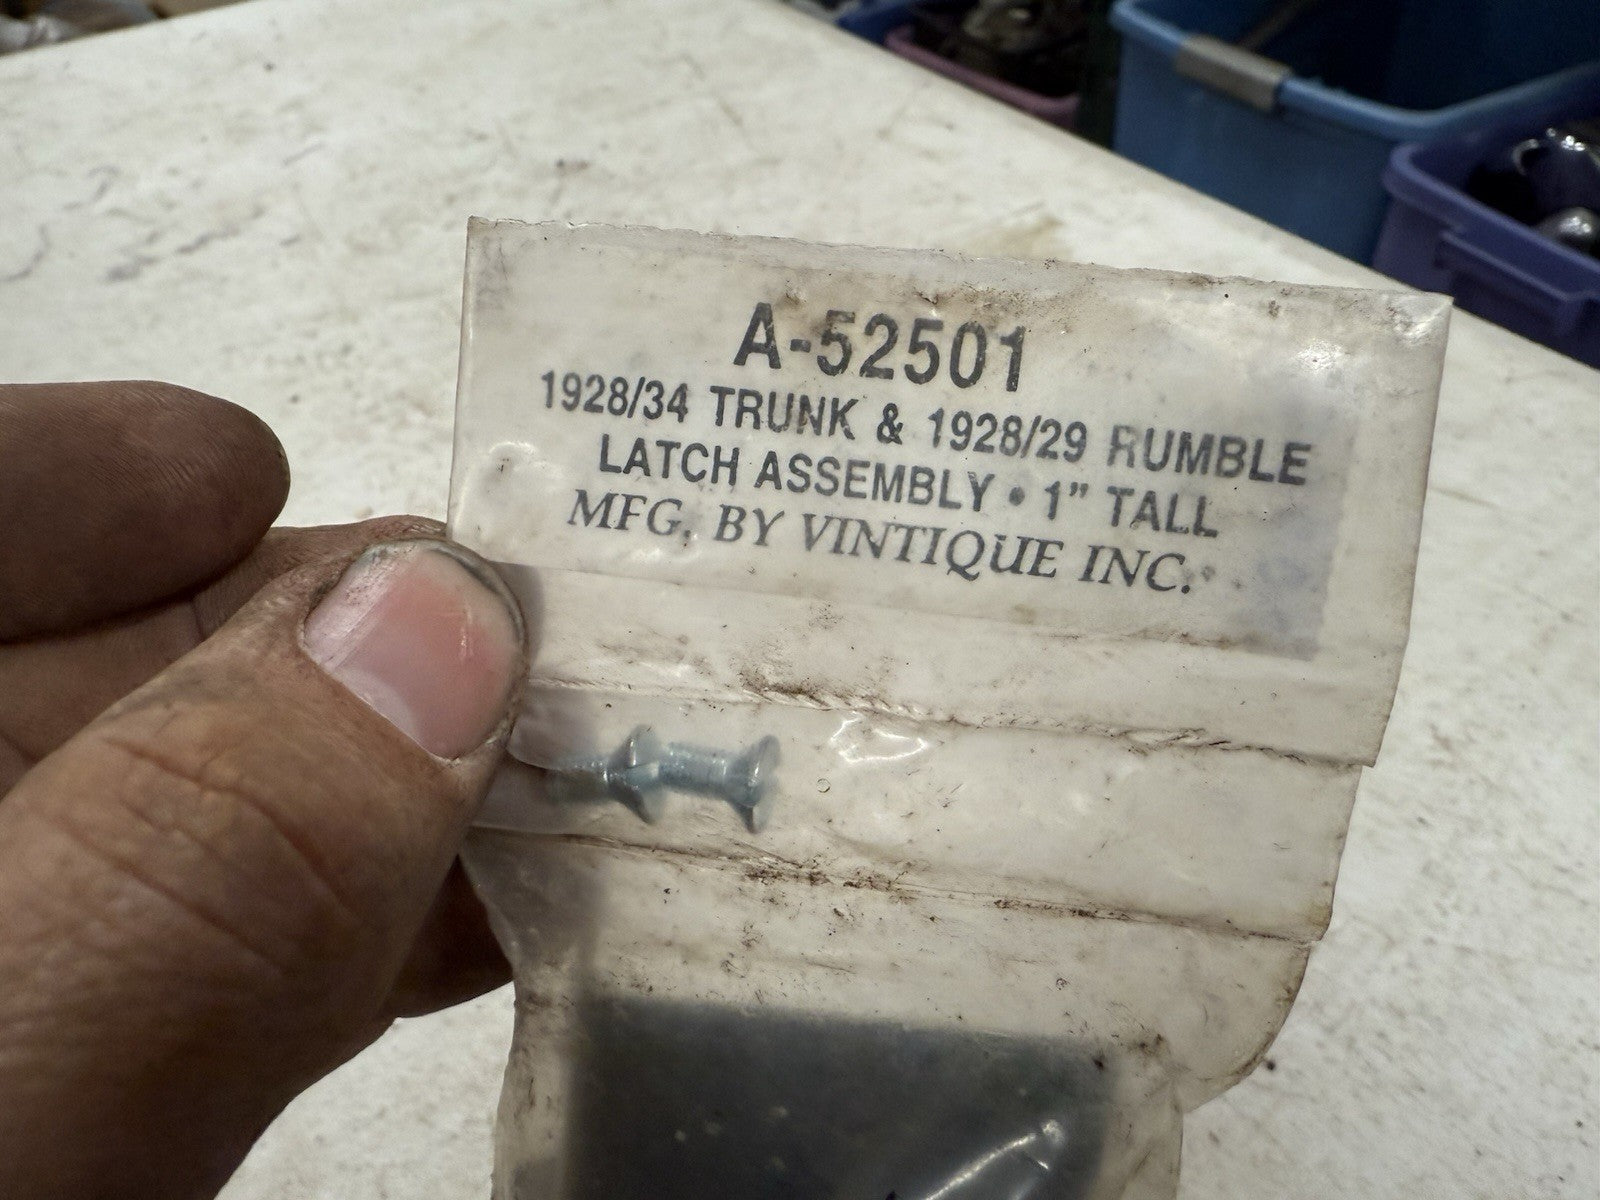 A-52501
1928/34 TRUNK & 1928/29 RUMBLE
LATCH ASSEMBLY • 1" TALL
MFG. BY VINTIQUE INC.